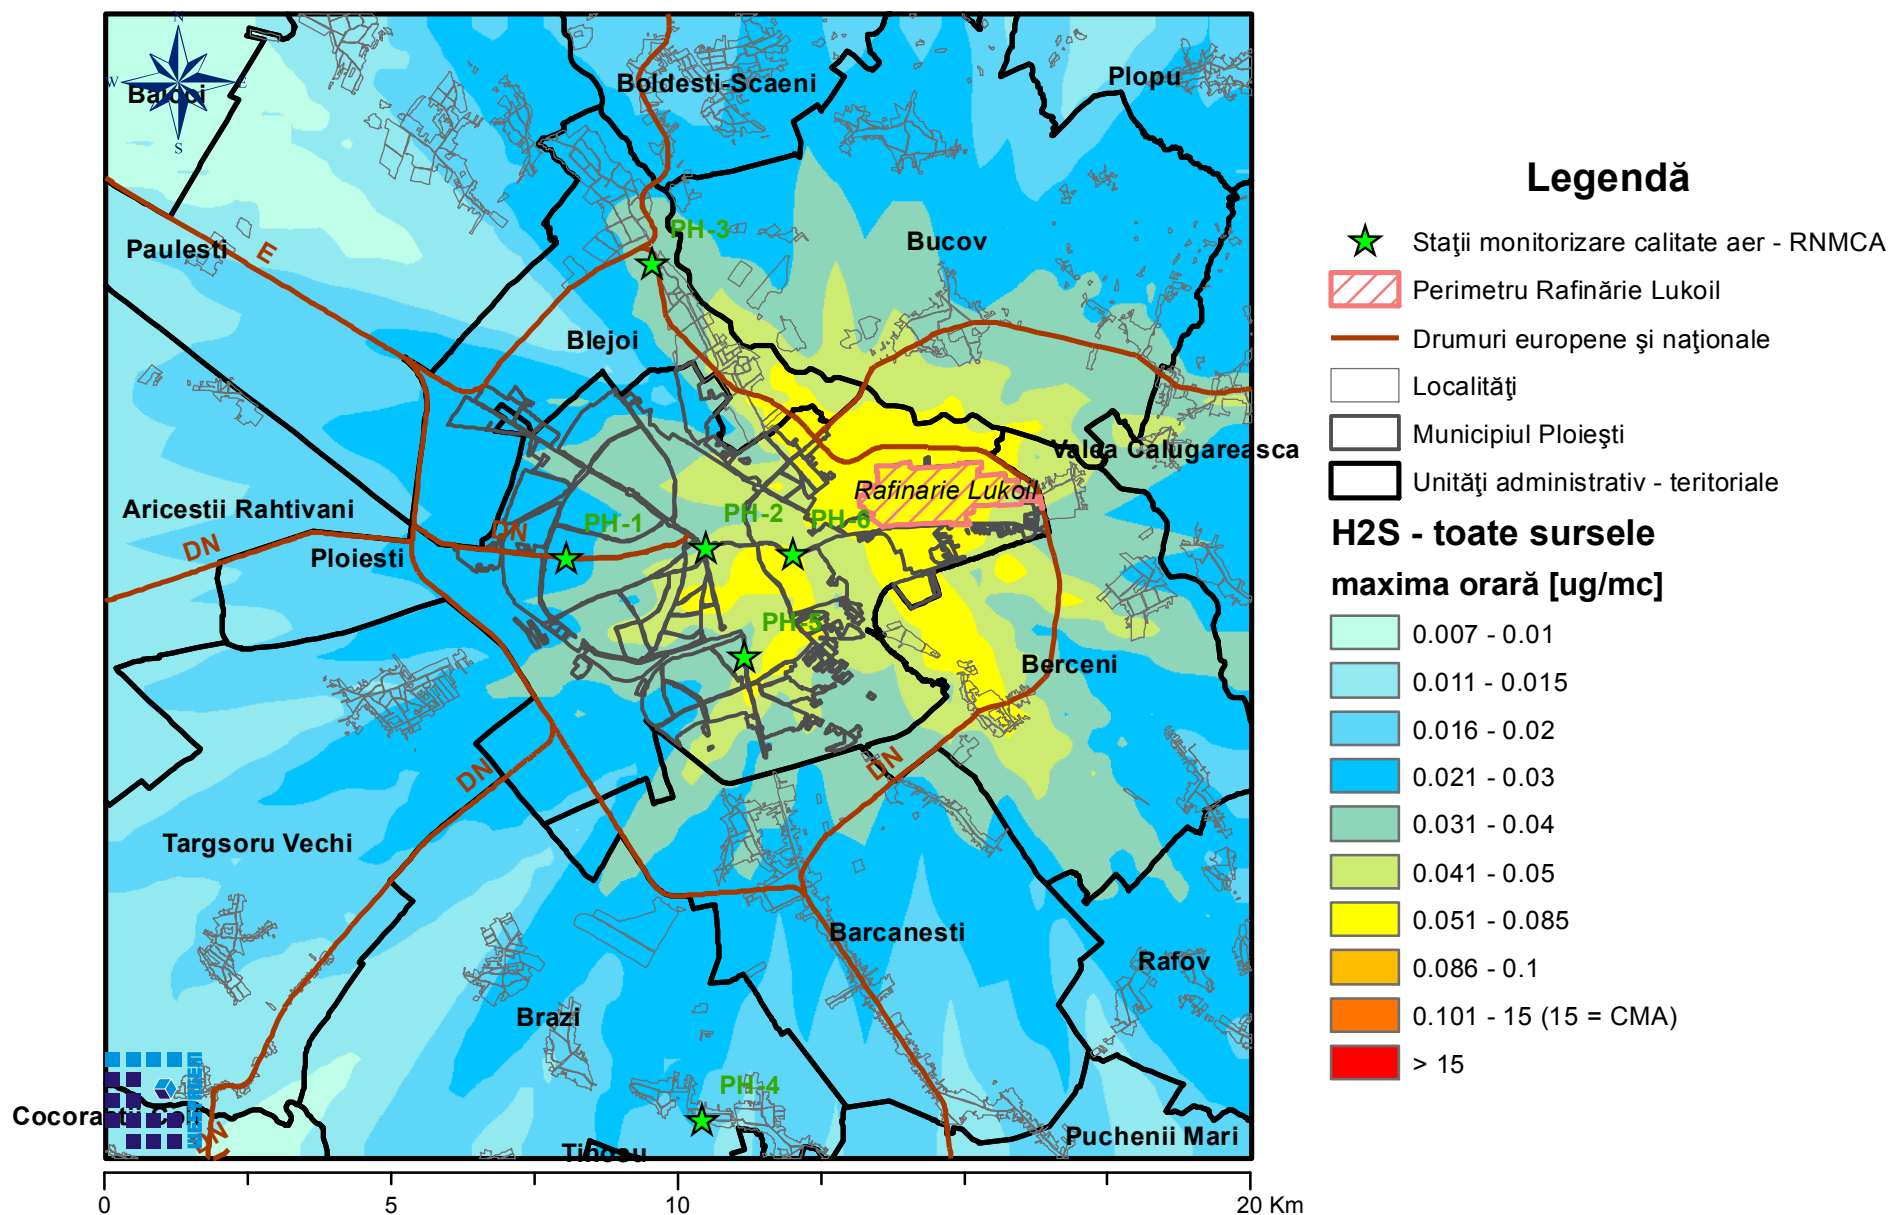 N
W
E
S
Baicoi
Boldesti-Scaeni
Plopu
Paulesti
E
PH-3
Bucov
Blejoi
Valea Calugareasca
Rafinarie Lukoil
Aricestii Rahtivani
DN
DN
PH-1
PH-2
PH-6
Ploiesti
PH-5
Berceni
DN
DN
Targsoru Vechi
Barcanesti
Rafov
Brazi
PH-4
DN
Puchenii Mari
Tinosu
0
5
10
20 Km
Legendă
Staţii monitorizare calitate aer - RNMCA
Perimetru Rafinărie Lukoil
Drumuri europene şi naţionale
Localităţi
Municipiul Ploieşti
Unităţi administrativ - teritoriale
H2S - toate sursele
maxima orară [ug/mc]
0.007 - 0.01
0.011 - 0.015
0.016 - 0.02
0.021 - 0.03
0.031 - 0.04
0.041 - 0.05
0.051 - 0.085
0.086 - 0.1
0.101 - 15 (15 = CMA)
> 15